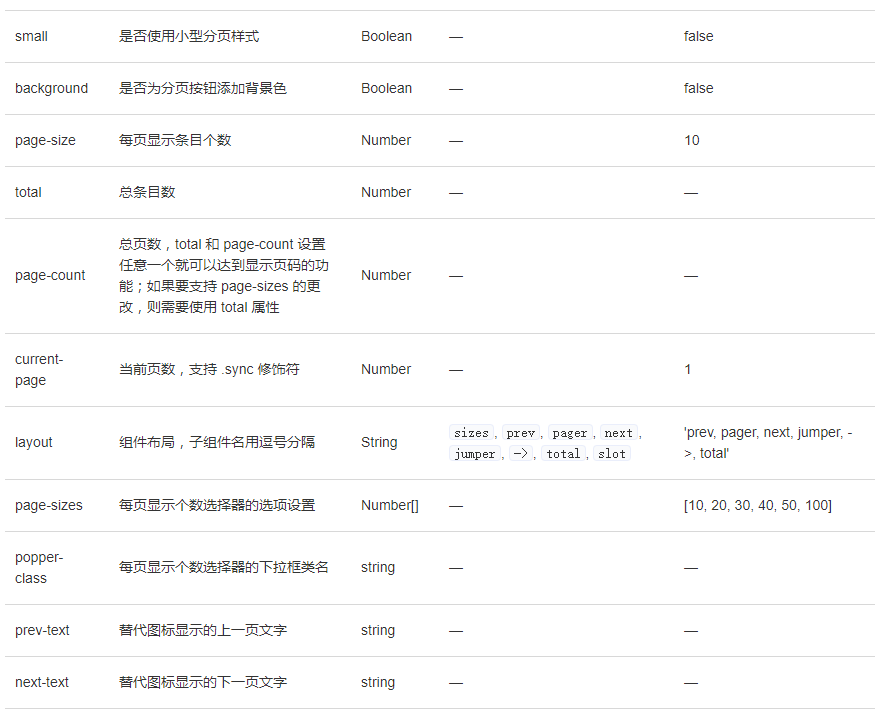 small 是否使用小型分页样式 Boolean — false
background 是否为分页按钮添加背景色 Boolean — false
page-size 每页显示条目个数 Number — 10
total 总条目数 Number — —
page-count 总页数，total 和 page-count 设置
任意一个就可以达到显示页码的功
能；如果要支持 page-sizes 的更
改，则需要使用 total 属性 Number — —
current-
page 当前页数，支持 .sync 修饰符 Number — 1
layout 组件布局，子组件名用逗号分隔 String sizes, prev, pager, next,
jumper, ->, total, slot 'prev, pager, next, jumper, -
>, total'
page-sizes 每页显示个数选择器的选项设置 Number[] — [10, 20, 30, 40, 50, 100]
popper-
class 每页显示个数选择器的下拉框类名 string — —
prev-text 替代图标显示的上一页文字 string — —
next-text 替代图标显示的下一页文字 string — —